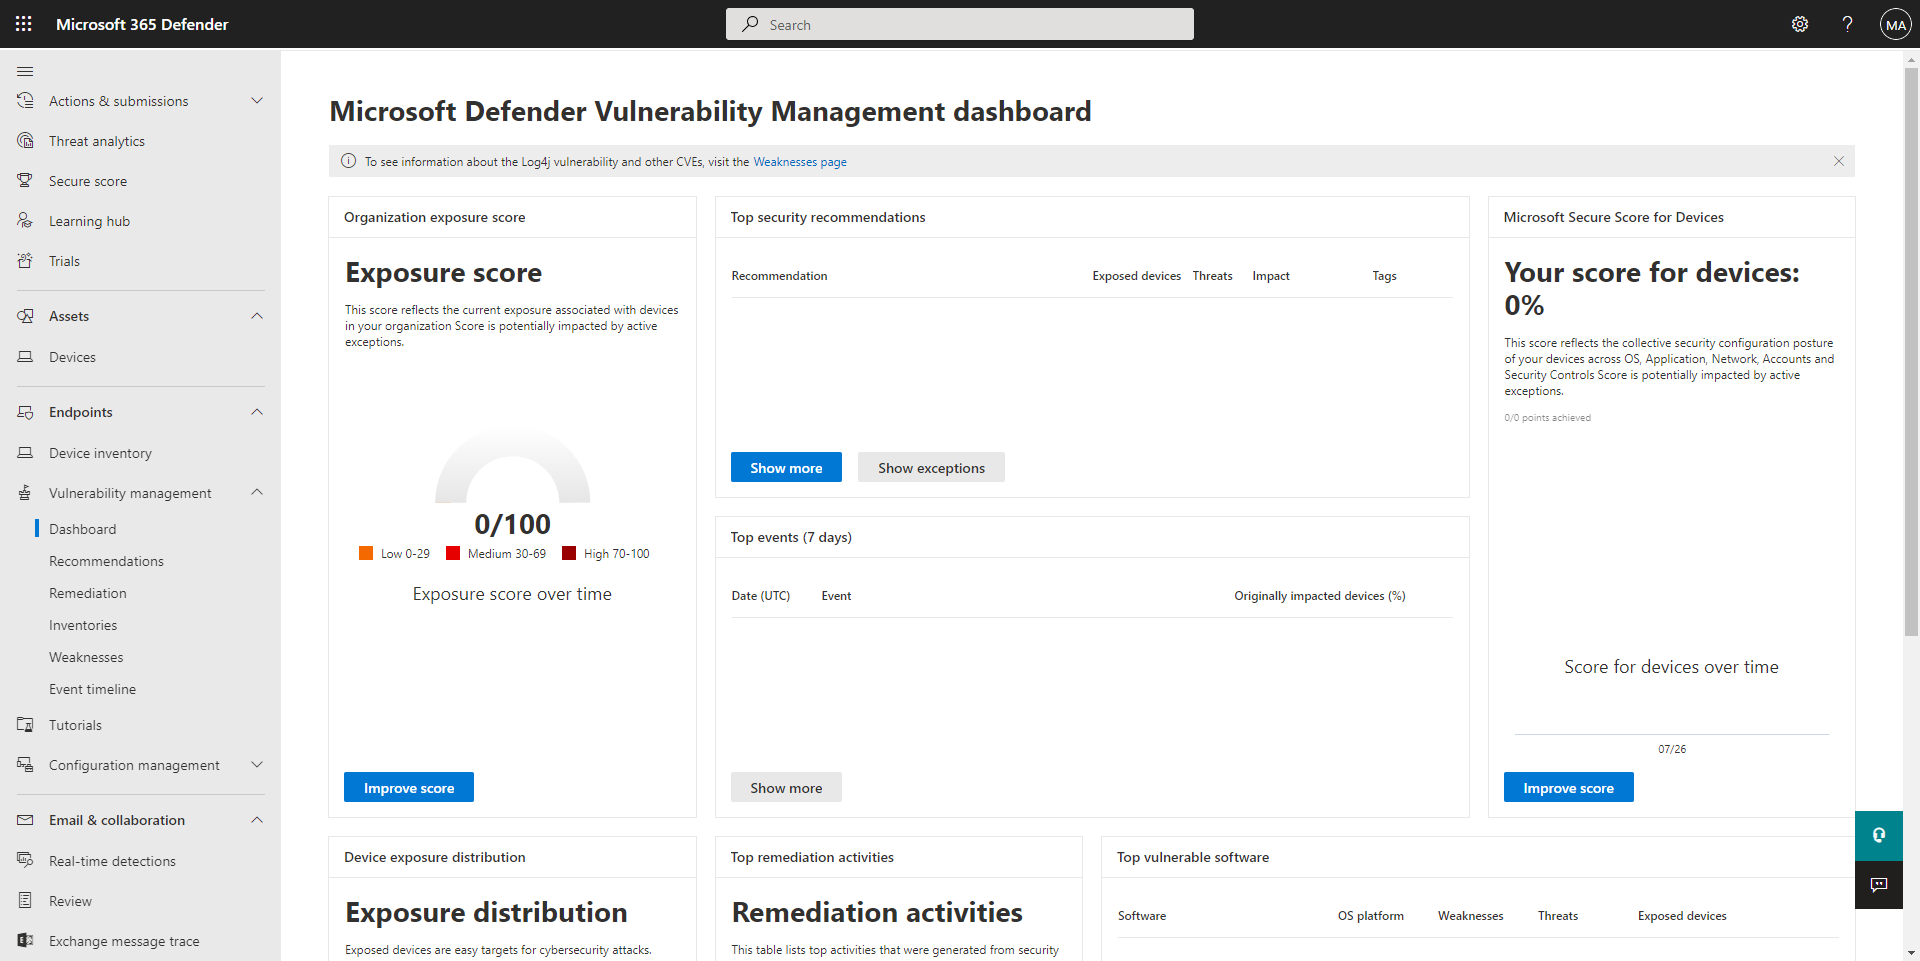 Microsoft 365 Defender
Search
MA
Actions & submissions
Threat analytics
Secure score
Learning hub
Trials
Assets
Devices
Endpoints
Device inventory
Vulnerability management
Dashboard
Recommendations
Remediation
Inventories
Weaknesses
Event timeline
Tutorials
Configuration management
Email & collaboration
Real-time detections
Review
Exchange message trace
Microsoft Defender Vulnerability Management dashboard
To see information about the Log4j vulnerability and other CVEs, visit the Weaknesses page
Organization exposure score
Exposure score
This score reflects the current exposure associated with devices
in your organization Score is potentially impacted by active
exceptions.
0/100
Low 0-29 Medium 30-69 High 70-100
Exposure score over time
Improve score
Top security recommendations
Recommendation Exposed devices Threats Impact Tags
Show more Show exceptions
Top events (7 days)
Date (UTC) Event Originally impacted devices (%)
Show more
Microsoft Secure Score for Devices
Your score for devices:
0%
This score reflects the collective security configuration posture
of your devices across OS, Application, Network, Accounts and
Security Controls Score is potentially impacted by active
exceptions.
0/0 points achieved
Score for devices over time
07/26
Improve score
Device exposure distribution
Exposure distribution
Exposed devices are easy targets for cybersecurity attacks.
Top remediation activities
Remediation activities
This table lists top activities that were generated from security
Top vulnerable software
Software OS platform Weaknesses Threats Exposed devices